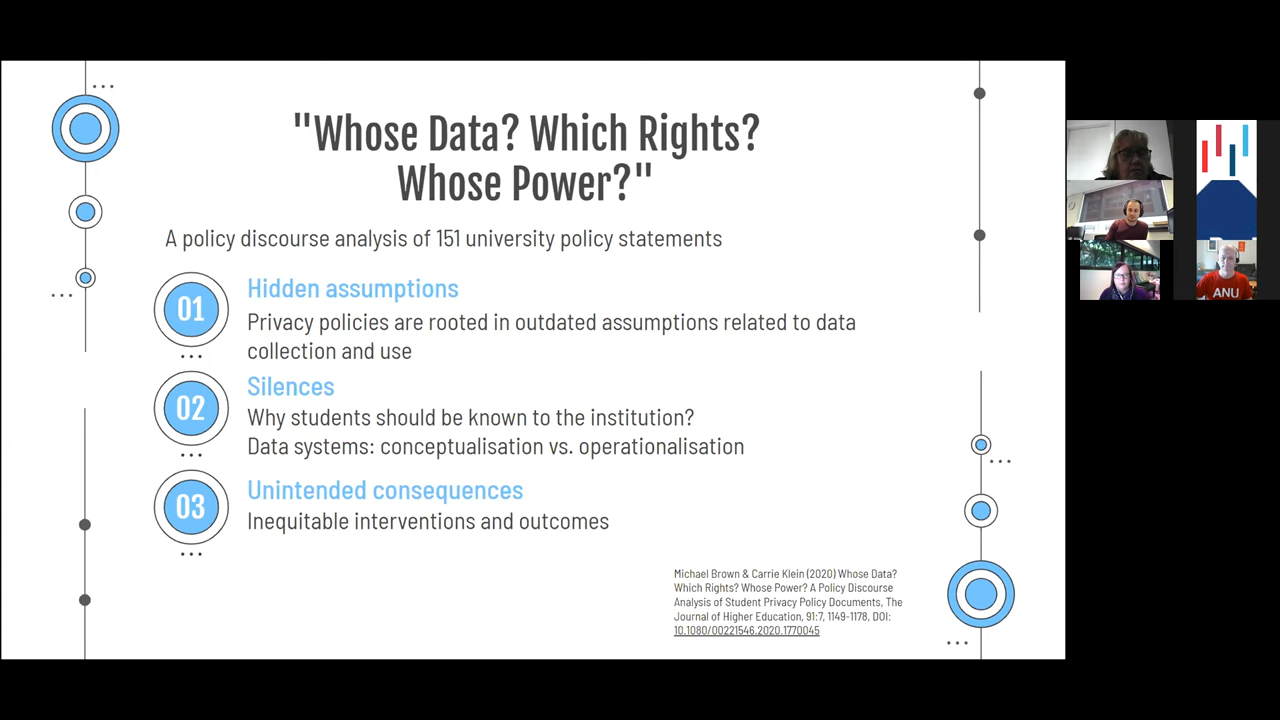 "Whose Data? Which Rights?
Whose Power?"
A policy discourse analysis of 151 university policy statements
01
Hidden assumptions
Privacy policies are rooted in outdated assumptions related to data
collection and use
02
Silences
Why students should be known to the institution?
Data systems: conceptualisation vs. operationalisation
03
Unintended consequences
Inequitable interventions and outcomes
Michael Brown & Carrie Klein (2020) Whose Data?
Which Rights? Whose Power? A Policy Discourse
Analysis of Student Privacy Policy Documents, The
Journal of Higher Education, 91:7, 1149-1178, DOI:
10.1080/00221546.2020.1770045
ANU